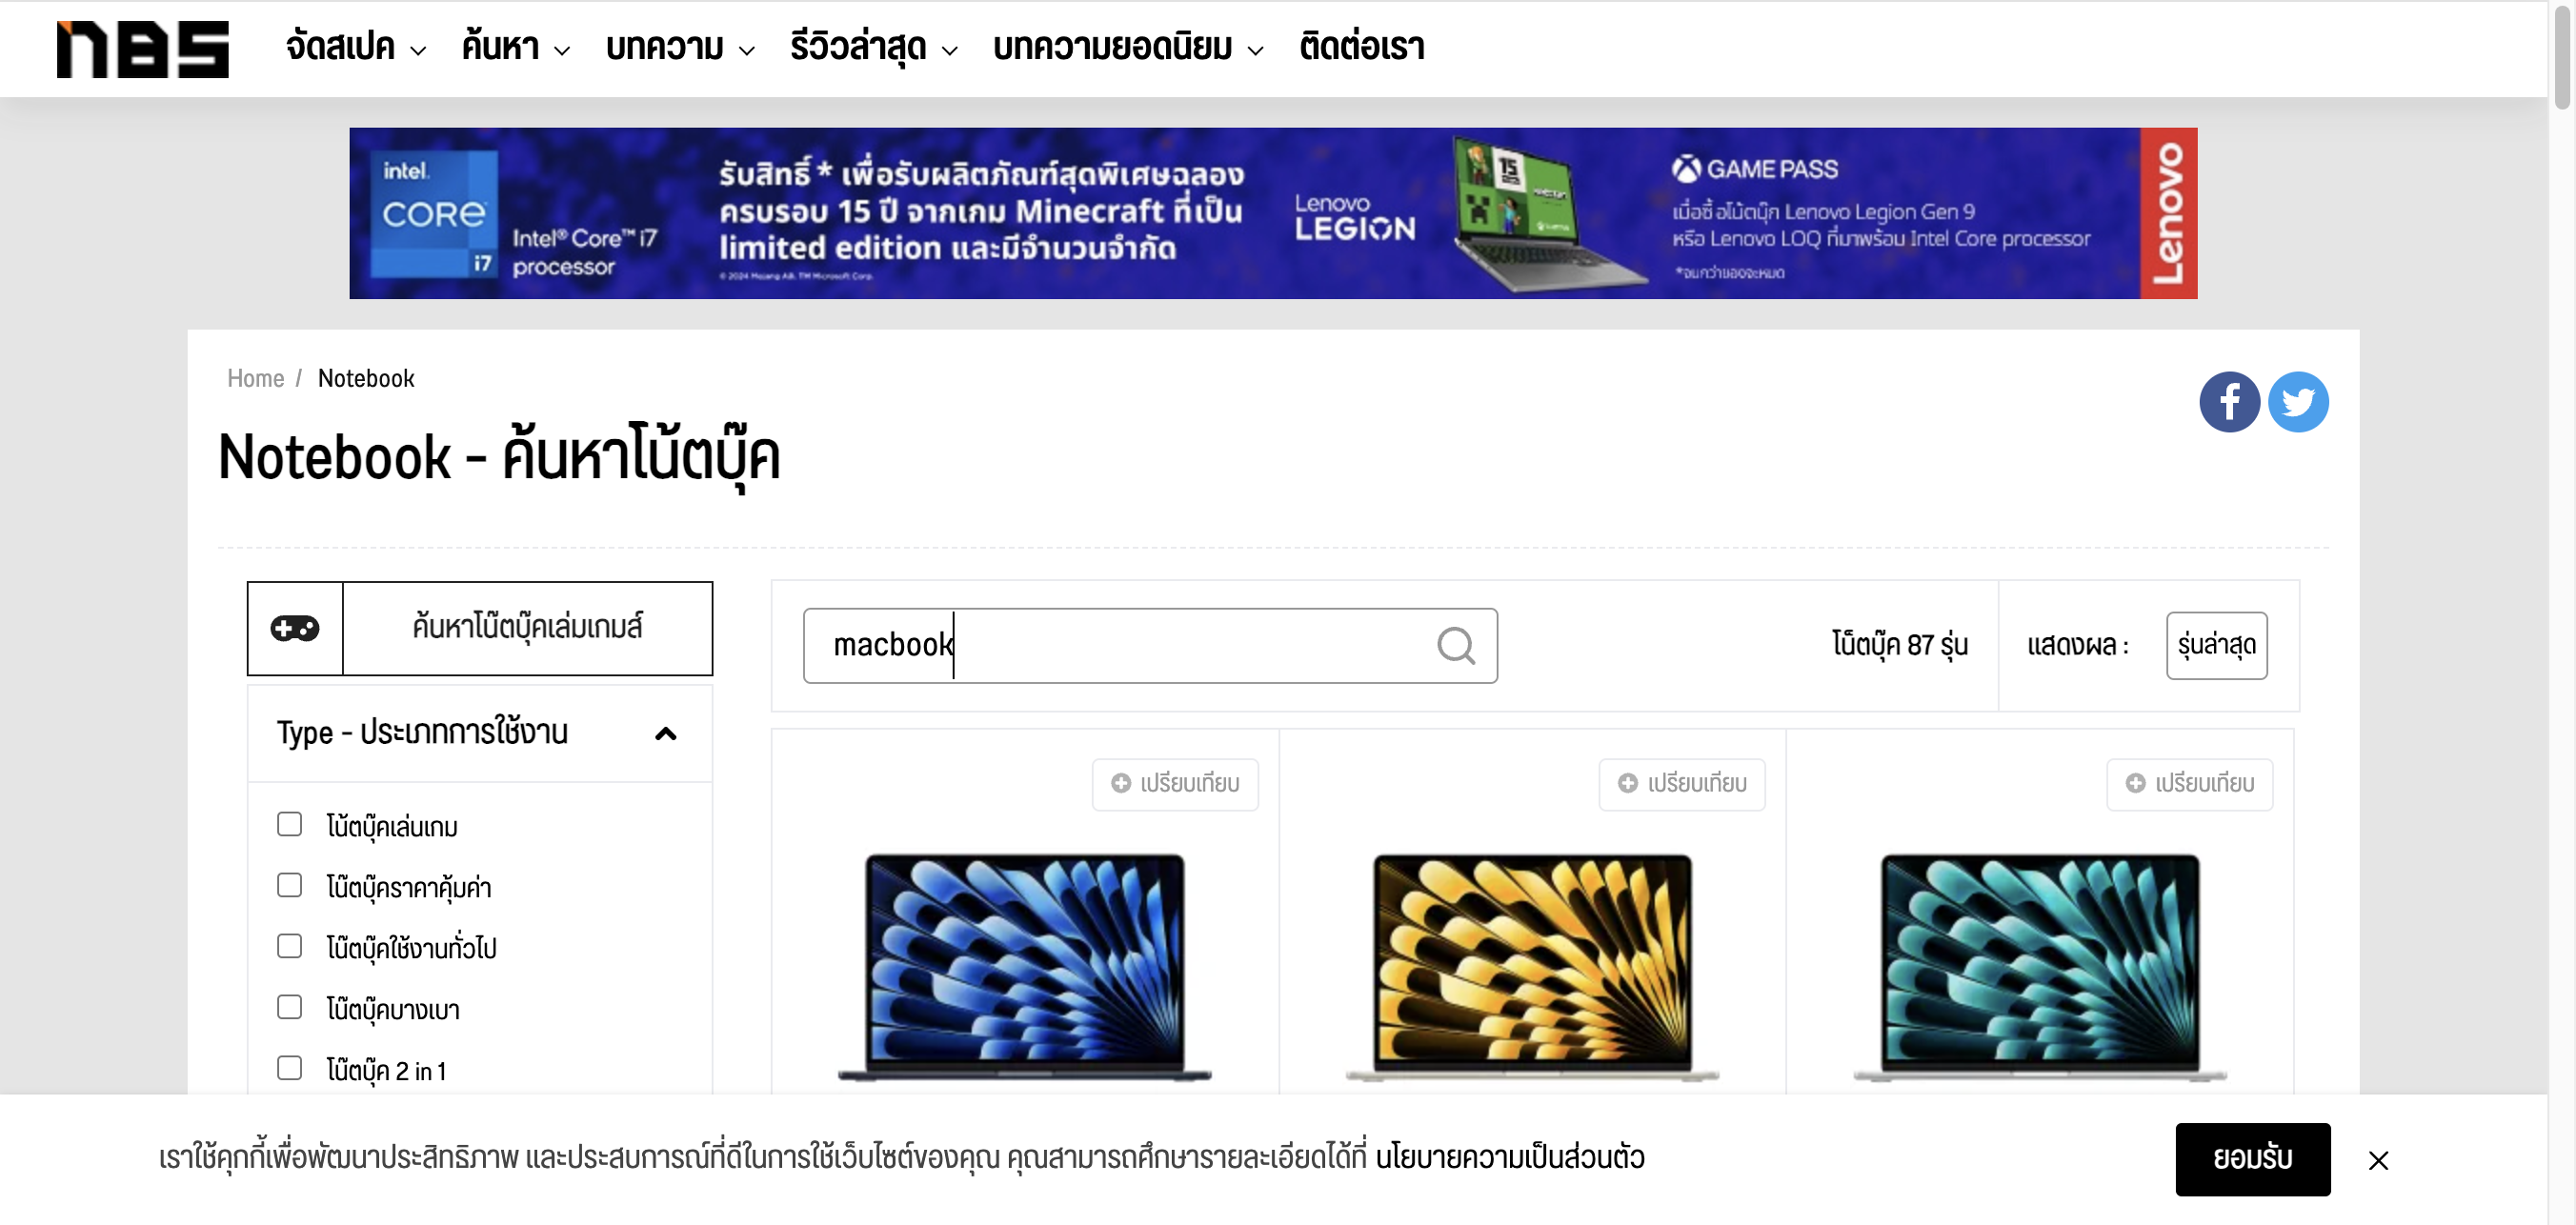 nBS
จัดสเปค ค้นหา บทความ รีวิวล่าสุด บทความยอดนิยม ติดต่อเรา
intel.
CORE
i7
Intel® Core™ i7
processor
รับสิทธิ์ * เพื่อรับผลิตภัณฑ์สุดพิเศษฉลอง
ครบรอบ 15 ปี จากเกม Minecraft ที่เป็น
limited edition และมีจำนวนจำกัด
© 2024 Mojang AB. TM Microsoft Corp.
Lenovo
LEGION
15
GAME PASS
เมื่อซื้อโน้ตบุ๊ก Lenovo Legion Gen 9
หรือ Lenovo LOQ ที่มาพร้อม Intel Core processor
*จนกว่าของจะหมด
Lenovo
Home / Notebook
Notebook - ค้นหาโน้ตบุ๊ค
ค้นหาโน๊ตบุ๊คเล่มเกมส์
macbook
โน็ตบุ๊ค 87 รุ่น
แสดงผล :
รุ่นล่าสุด
Type - ประเภทการใช้งาน
โน้ตบุ๊คเล่นเกม
โน๊ตบุ๊คราคาคุ้มค่า
โน๊ตบุ๊คใช้งานทั่วไป
โน๊ตบุ๊คบางเบา
โน๊ตบุ๊ค 2 in 1
เปรียบเทียบ
เปรียบเทียบ
เปรียบเทียบ
เราใช้คุกกี้เพื่อพัฒนาประสิทธิภาพ และประสบการณ์ที่ดีในการใช้เว็บไซต์ของคุณ คุณสามารถศึกษารายละเอียดได้ที่ นโยบายความเป็นส่วนตัว
ยอมรับ